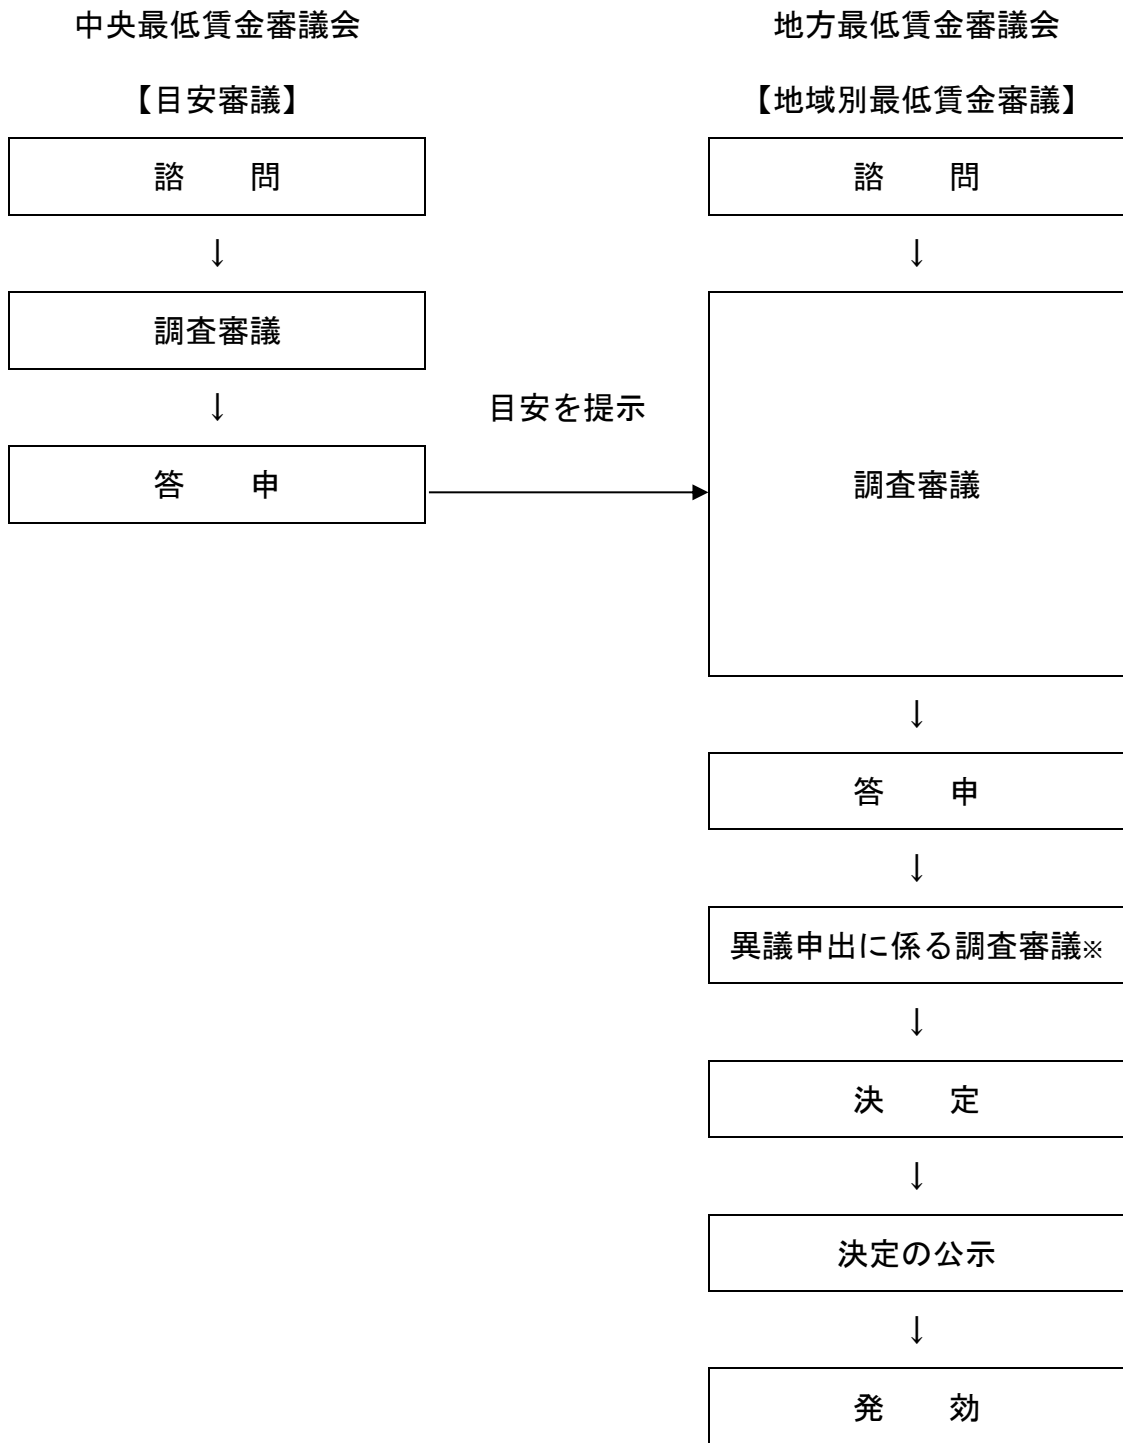 中央最低賃金審議会
【目安審議】
諮　　問
↓
調査審議
↓
答　　申
目安を提示
地方最低賃金審議会
【地域別最低賃金審議】
諮　　問
↓
調査審議
↓
答　　申
↓
異議申出に係る調査審議※
↓
決　　定
↓
決定の公示
↓
発　　効